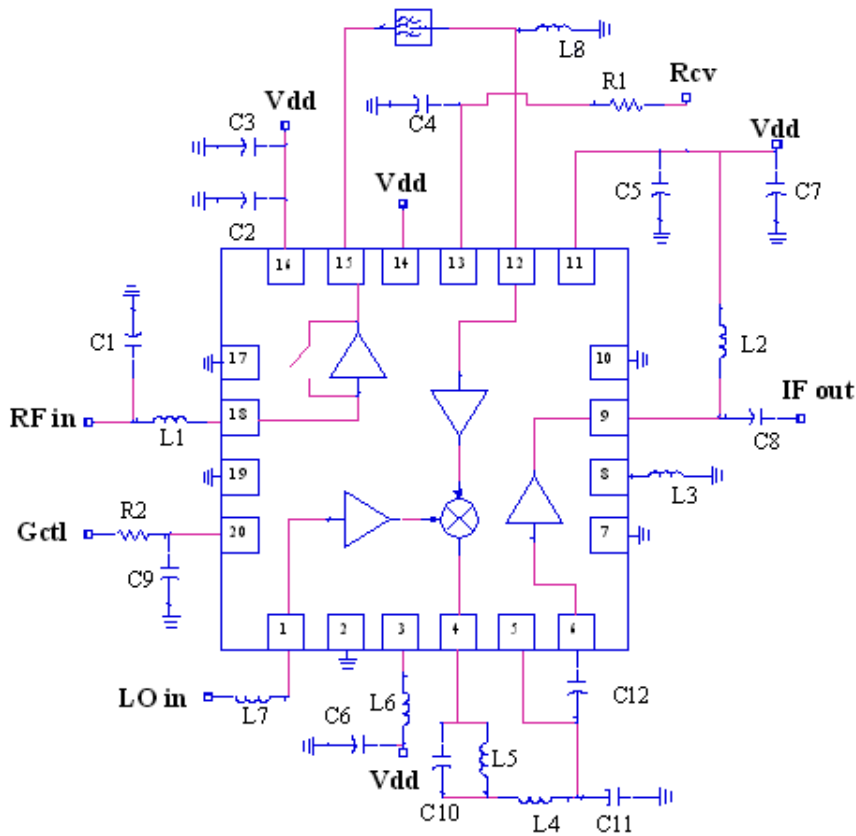 L8
R1
Rcv
C4
Vdd
C3
C2
Vdd
Vdd
C5
C7
16
15
14
13
12
11
C1
17
10
L2
RF in
L1
18
9
IF out
C8
19
8
L3
Gctl
R2
20
7
C9
1
2
3
4
5
6
LO in
L7
L6
C6
Vdd
C12
L5
C10
L4
C11